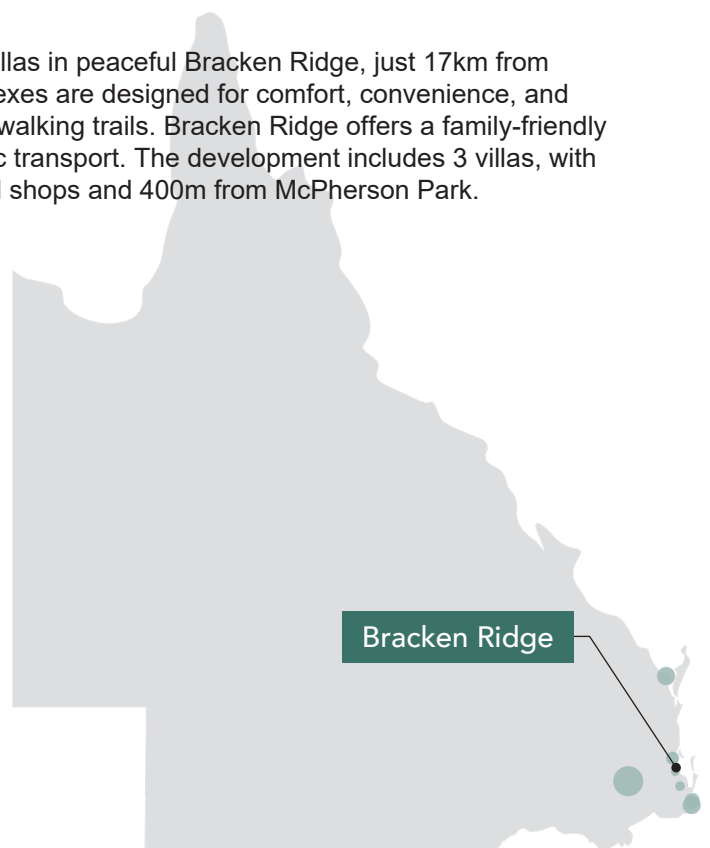 llas in peaceful Bracken Ridge, just 17km from
exes are designed for comfort, convenience, and
walking trails. Bracken Ridge offers a family-friendly
c transport. The development includes 3 villas, with
l shops and 400m from McPherson Park.
Bracken Ridge